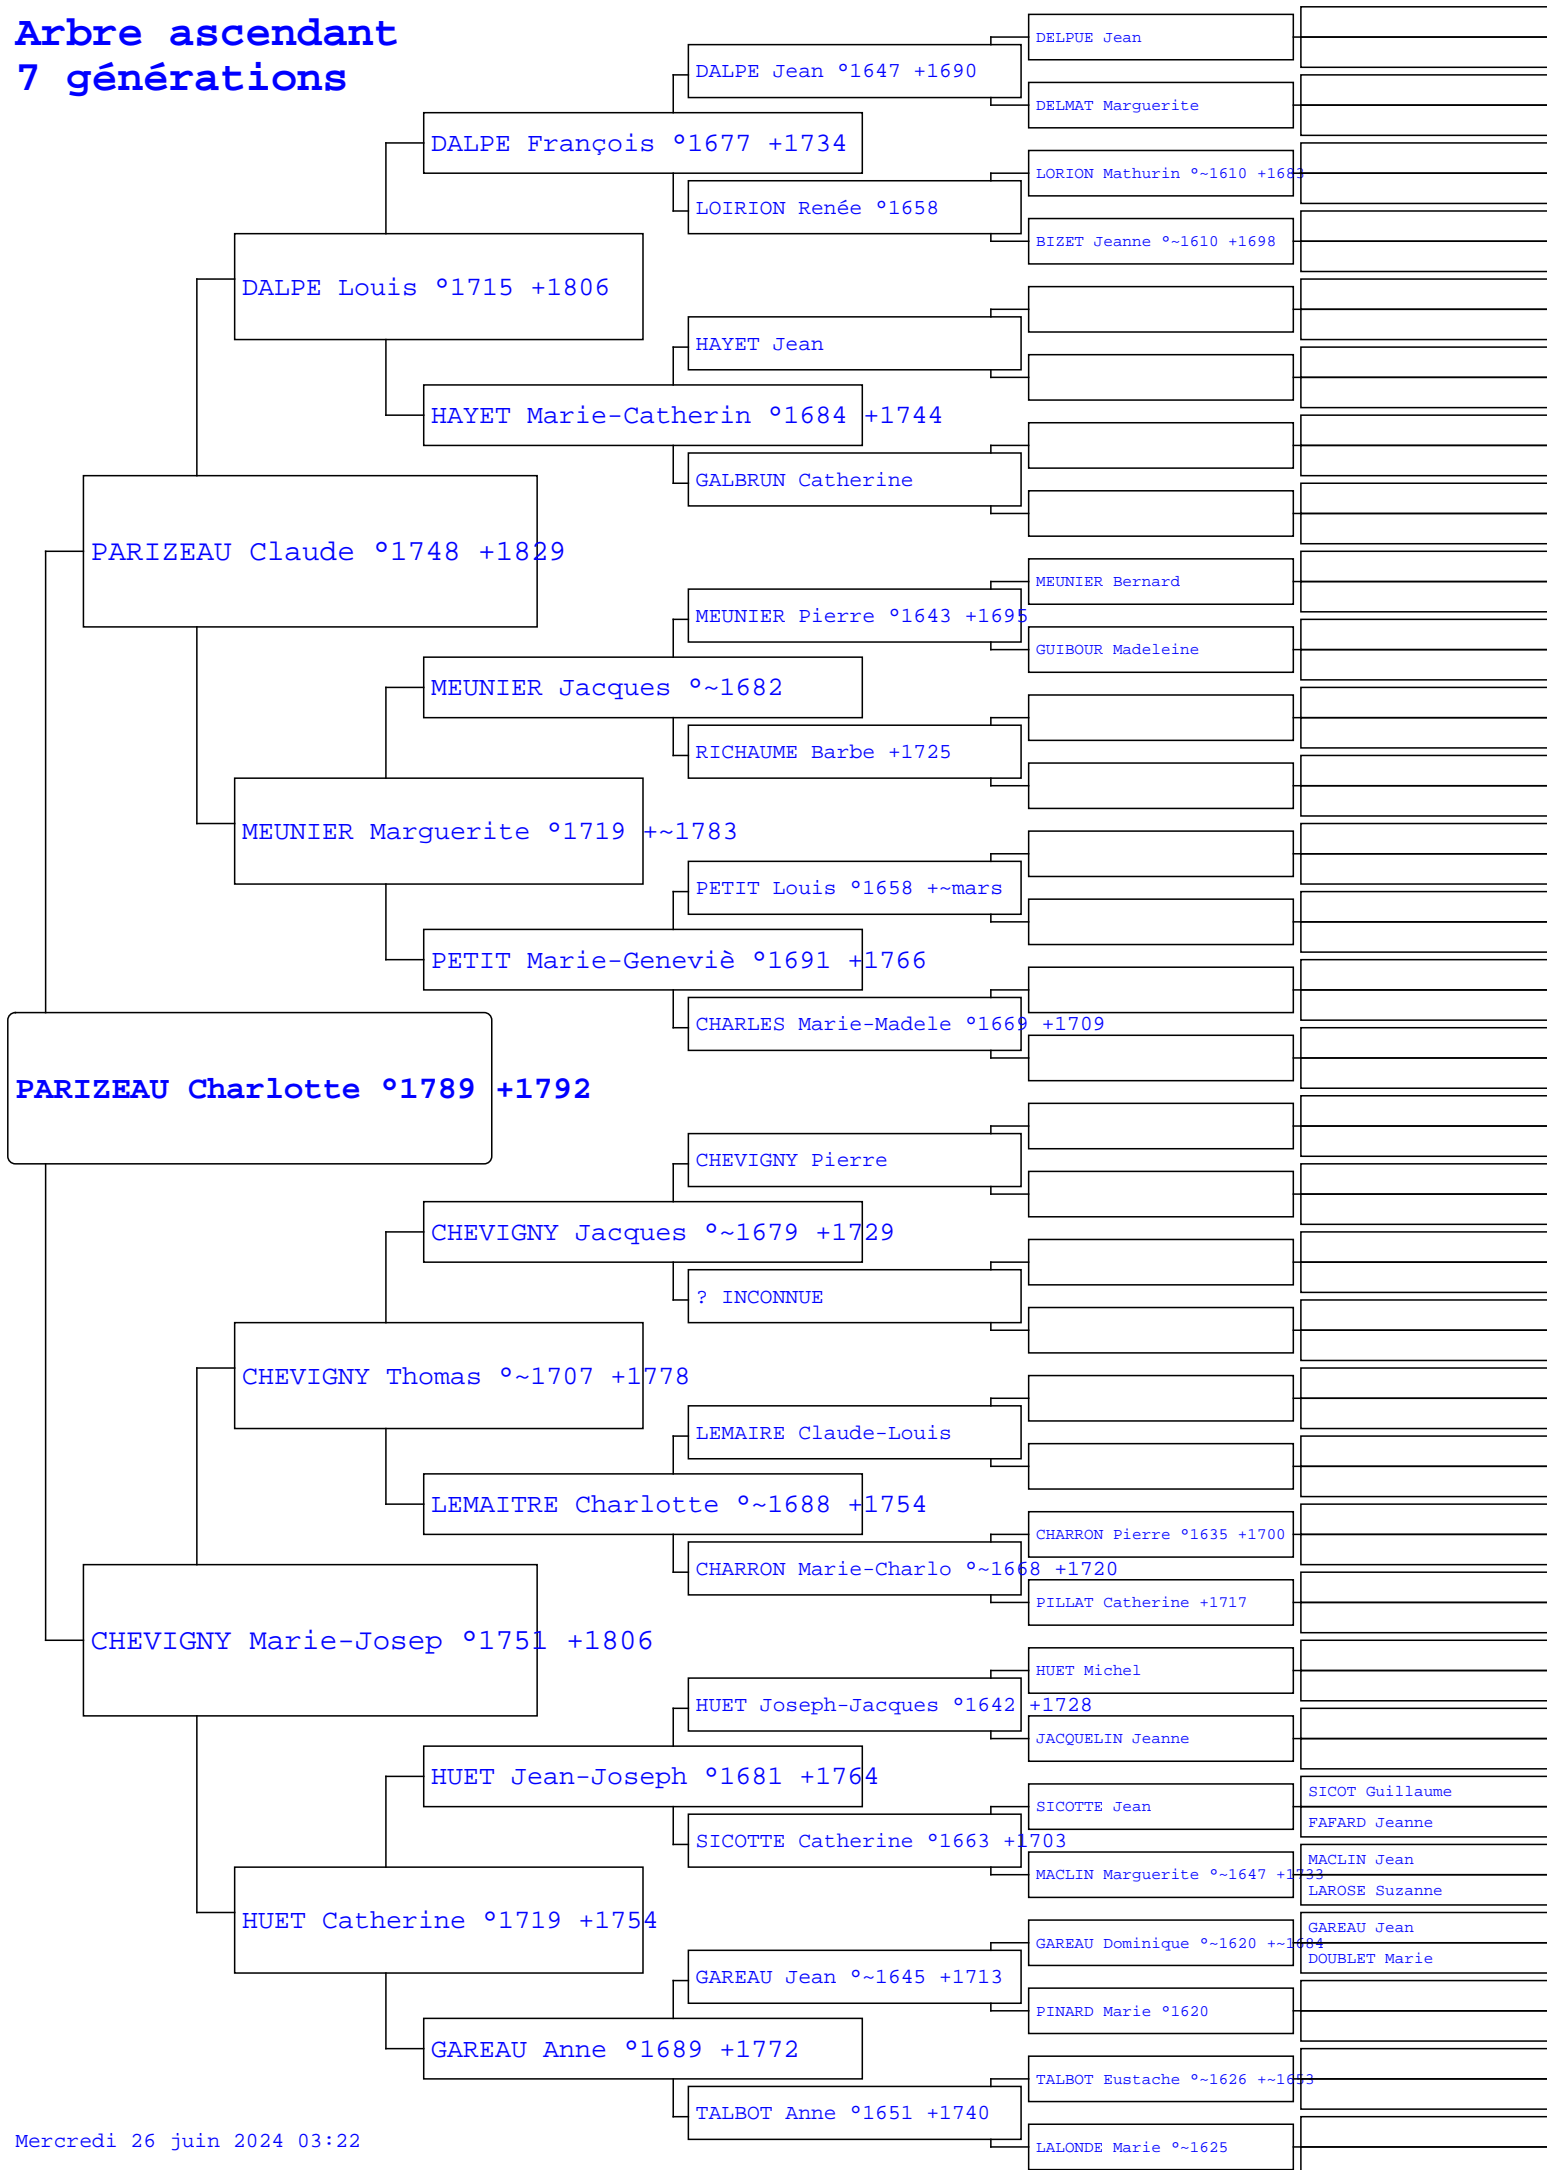 Arbre ascendant
7 générations
DELPUE Jean
DALPE Jean °1647 +1690
DELMAT Marguerite
DALPE François °1677 +1734
LORION Mathurin °~1610 +1683
LOIRION Renée °1658
BIZET Jeanne °~1610 +1698
DALPE Louis °1715 +1806
HAYET Jean
HAYET Marie-Catherin °1684 +1744
GALBRUN Catherine
PARIZEAU Claude °1748 +1829
MEUNIER Bernard
MEUNIER Pierre °1643 +1695
GUIBOUR Madeleine
MEUNIER Jacques °~1682
RICHAUME Barbe +1725
MEUNIER Marguerite °1719 +~1783
PETIT Louis °1658 +~mars
PETIT Marie-Geneviè °1691 +1766
CHARLES Marie-Madele °1669 +1709
PARIZEAU Charlotte °1789 +1792
CHEVIGNY Pierre
CHEVIGNY Jacques °~1679 +1729
? INCONNUE
CHEVIGNY Thomas °~1707 +1778
LEMAIRE Claude-Louis
LEMAITRE Charlotte °~1688 +1754
CHARRON Pierre °1635 +1700
CHARRON Marie-Charlo °~1668 +1720
PILLAT Catherine +1717
CHEVIGNY Marie-Josep °1751 +1806
HUET Michel
HUET Joseph-Jacques °1642 +1728
JACQUELIN Jeanne
HUET Jean-Joseph °1681 +1764
SICOT Guillaume
SICOTTE Jean
FAFARD Jeanne
SICOTTE Catherine °1663 +1703
MACLIN Jean
MACLIN Marguerite °~1647 +1733
LAROSE Suzanne
HUET Catherine °1719 +1754
GAREAU Jean
GAREAU Dominique °~1620 +~1684
DOUBLET Marie
GAREAU Jean °~1645 +1713
PINARD Marie °1620
GAREAU Anne °1689 +1772
TALBOT Eustache °~1626 +~1653
TALBOT Anne °1651 +1740
LALONDE Marie °~1625
Mercredi 26 juin 2024 03:22